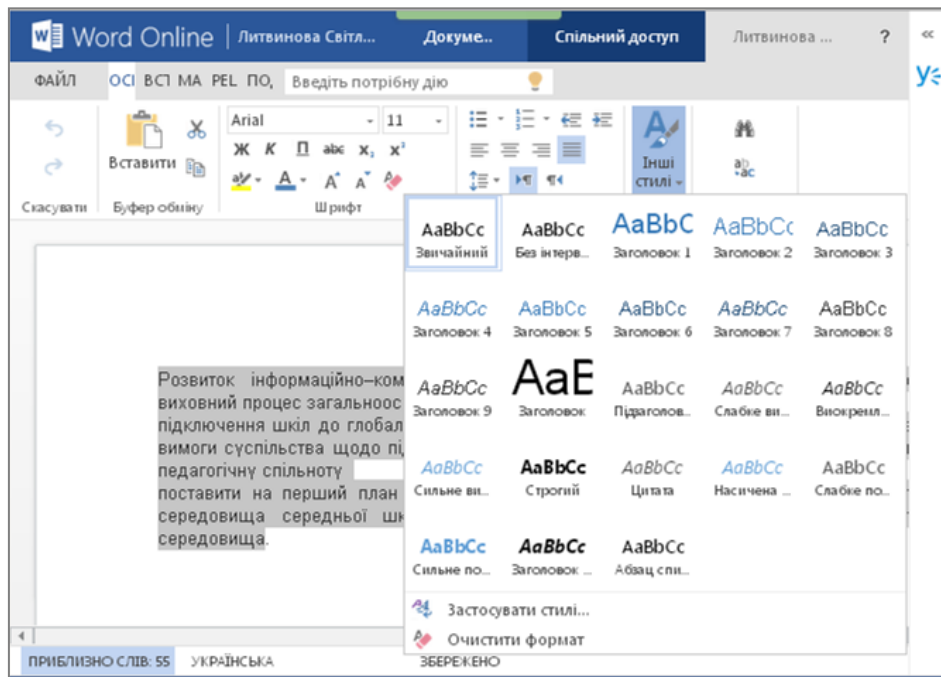 Word Online | Литвинова Світл... Докуме... Спільний доступ Литвинова ... ?
ФАЙЛ ОСІ ВСТ МА РЕL ПО, Введіть потрібну дію
Arial 11
Ж К П abc x₂ x²
Вставити
Інші
стилі
Скасувати Буфер обміну Шрифт
AaBbCc AaBbCc AaBbC AaBbCc AaBbCc
Звичайний Без інтерв... Заголовок 1 Заголовок 2 Заголовок 3
AaBbCc AaBbCc AaBbCc AaBbCc AaBbCc
Заголовок 4 Заголовок 5 Заголовок 6 Заголовок 7 Заголовок 8
AaBbCc AaE AaBbCc AaBbCc AaBbCc
Заголовок 9 Заголовок Підзаголов... Слабке ви... Виокремл...
AaBbCc AaBbCc AaBbCc AaBbCc AaBbCc
Сильне ви... Строгий Цитата Насичена ... Слабке по...
AaBbCc AaBbCc AaBbCc
Сильне по... Заголовок ... Абзац спи...
Застосувати стилі...
Очистити формат
Розвиток інформаційно–ком
виховний процес загальноос
підключення шкіл до глобал
вимоги суспільства щодо пі
педагогічну спільноту
поставити на перший план
середовища середньої шк
середовища.
ПРИБЛИЗНО СЛІВ: 55 УКРАЇНСЬКА ЗБЕРЕЖЕНО